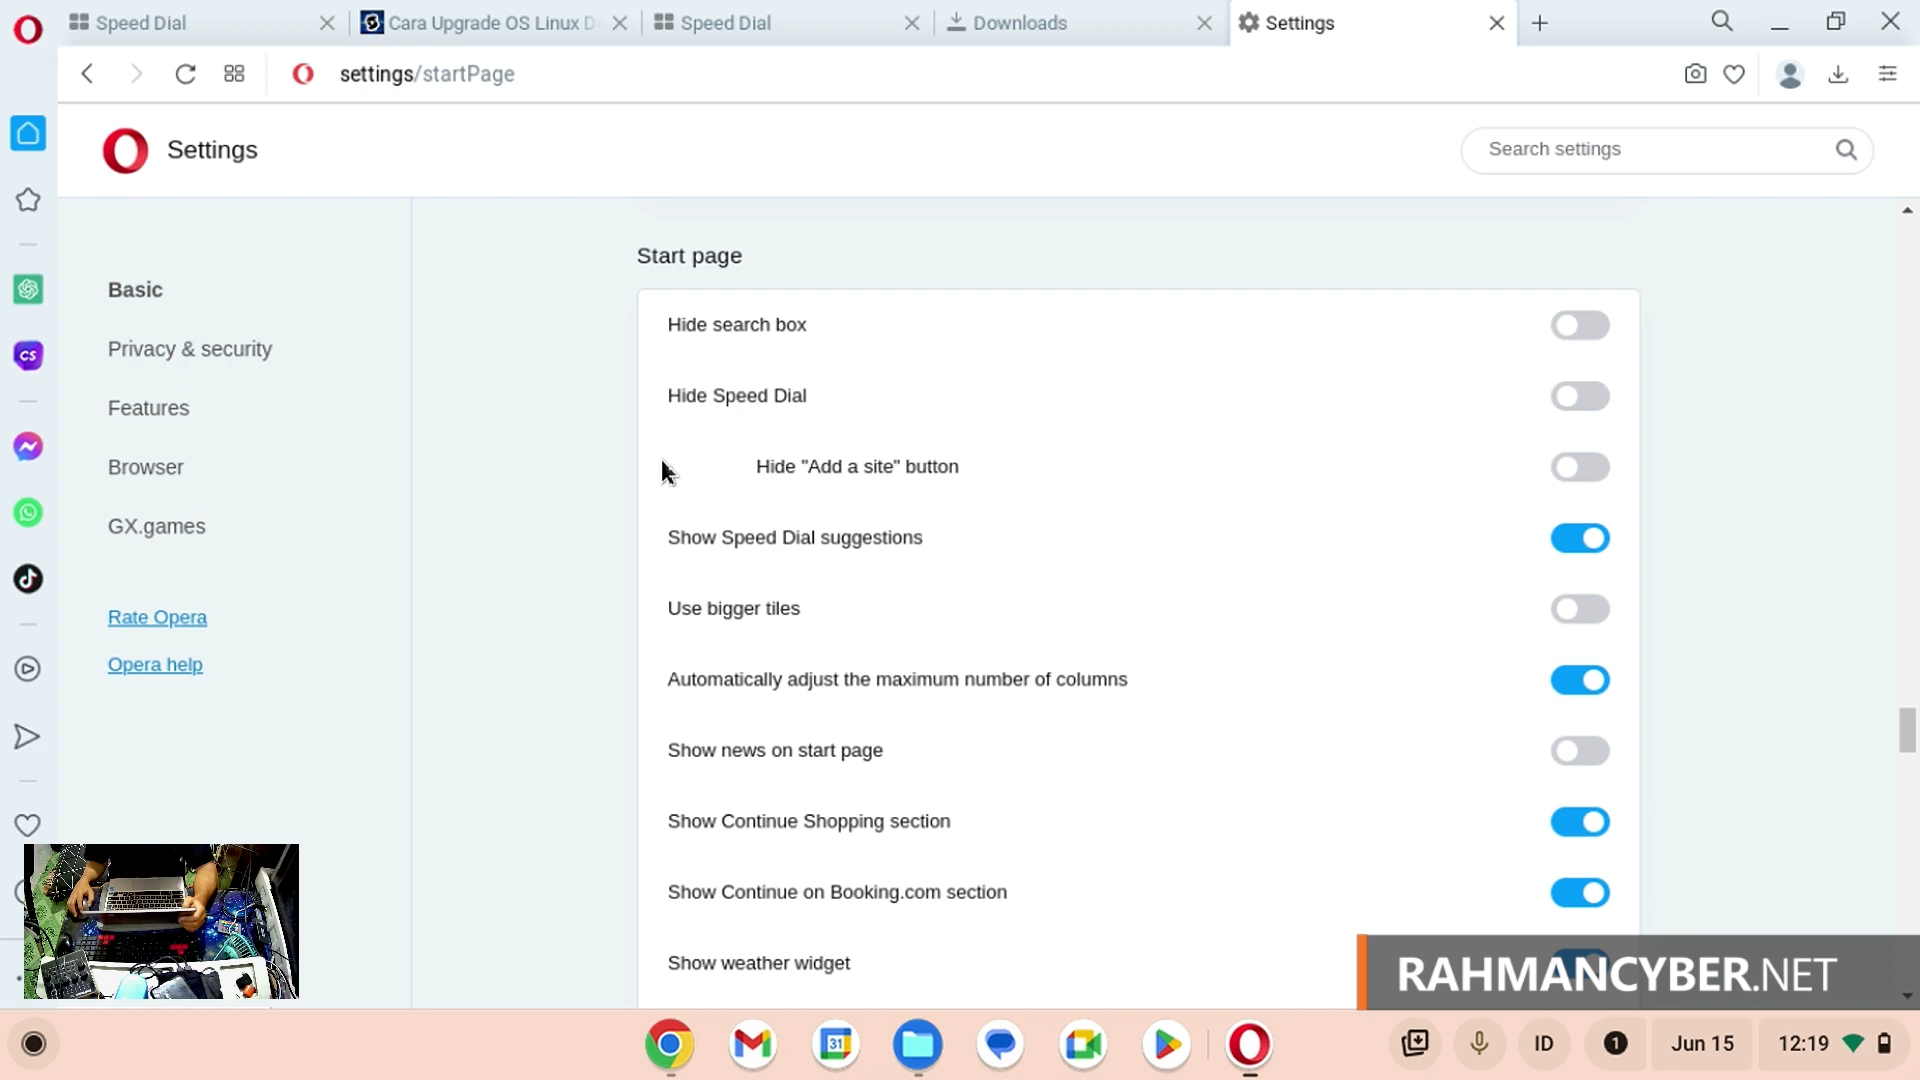 Speed Dial
Cara Upgrade OS Linux D
Speed Dial
Downloads
Settings
settings/startPage
Settings
Search settings
Start page
Basic
Privacy & security
Features
Browser
GX.games
Rate Opera
Opera help
Hide search box
Hide Speed Dial
Hide "Add a site" button
Show Speed Dial suggestions
Use bigger tiles
Automatically adjust the maximum number of columns
Show news on start page
Show Continue Shopping section
Show Continue on Booking.com section
Show weather widget
CS
RAHMANCYBER.NET
31
ID
1
Jun 15
12:19